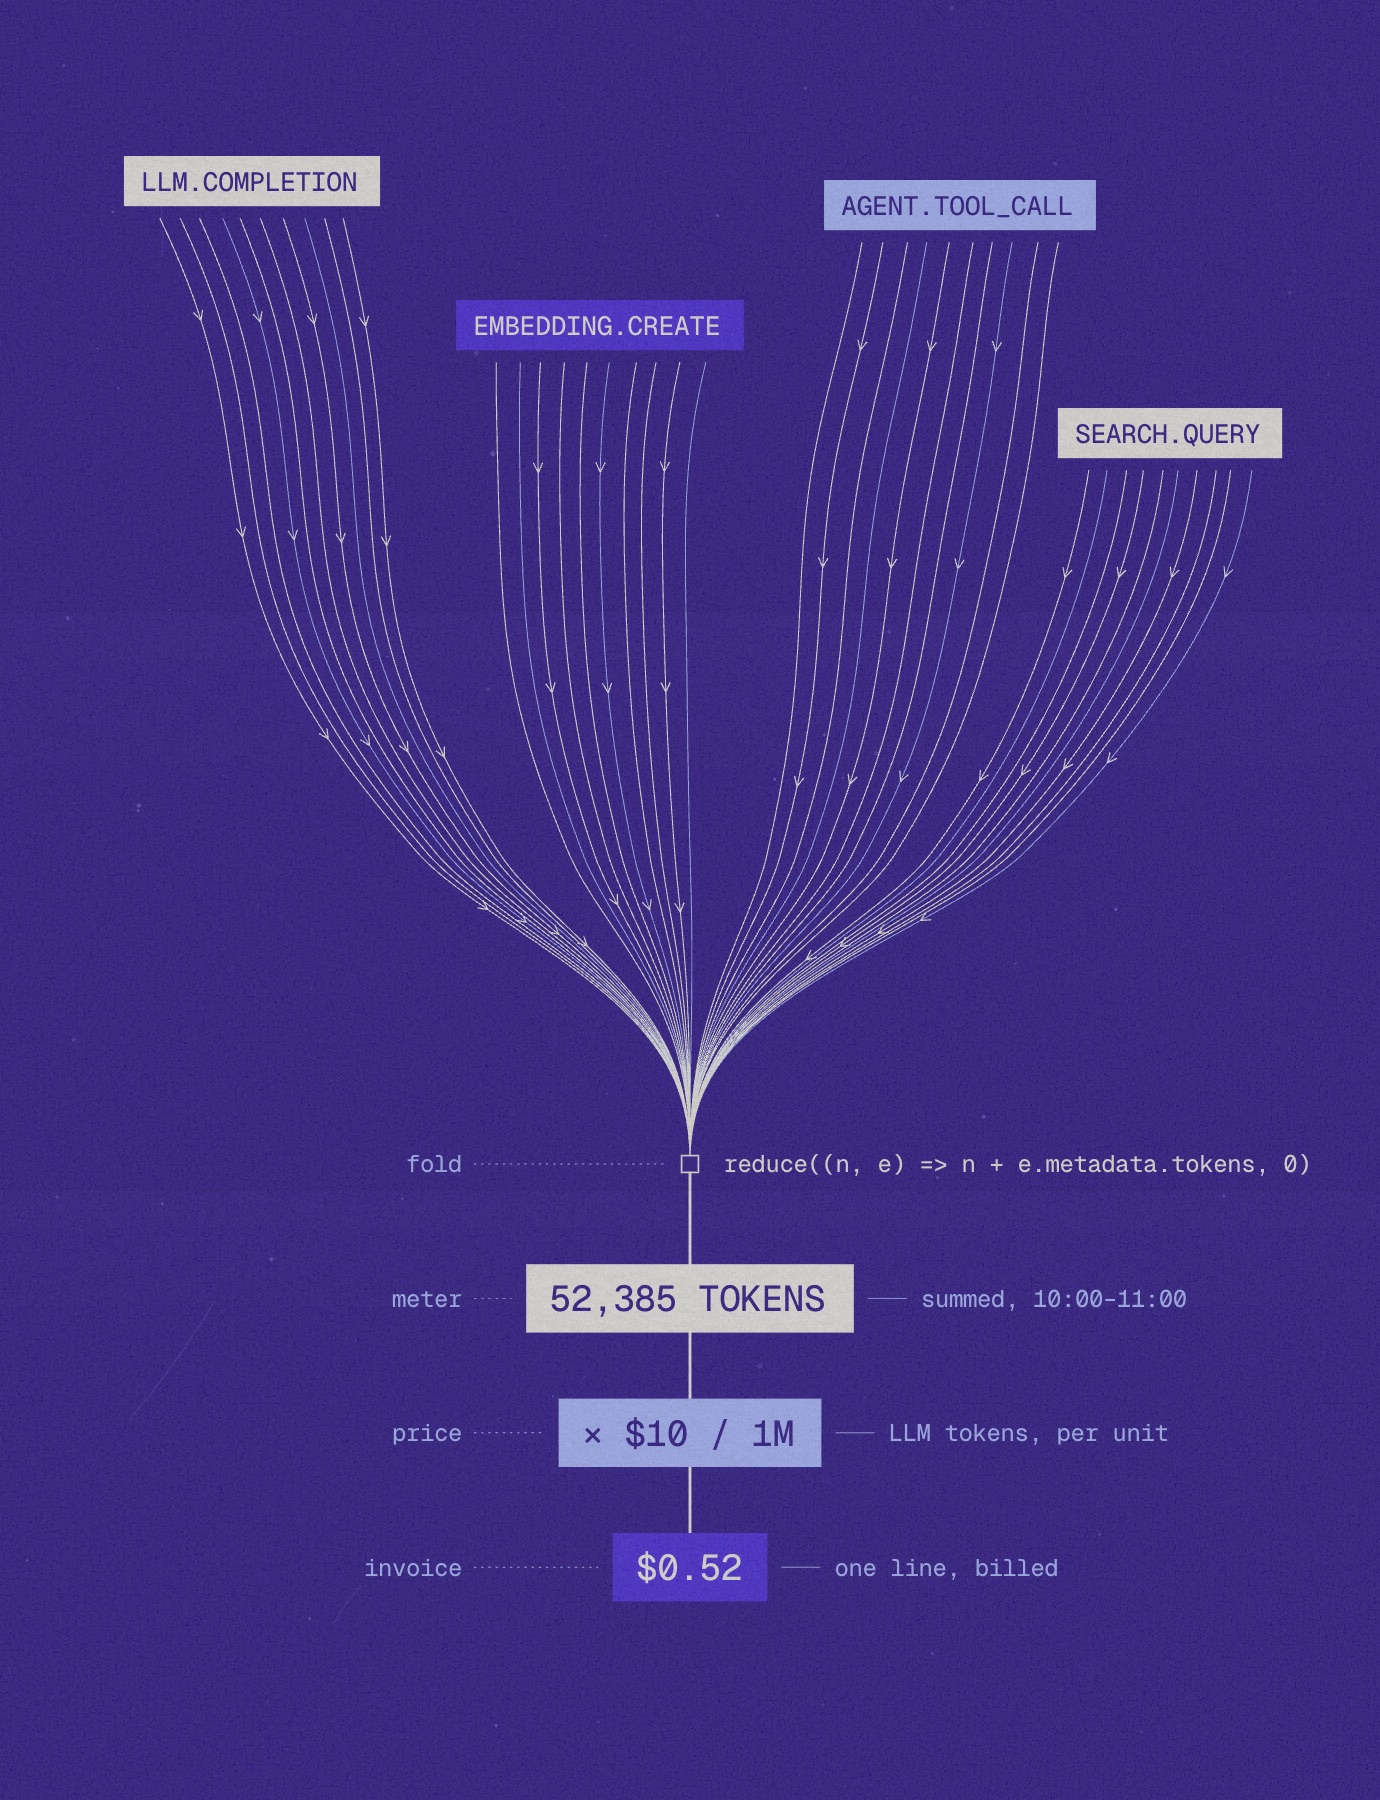 LLM.COMPLETION
AGENT.TOOL_CALL
EMBEDDING.CREATE
SEARCH.QUERY
fold reduce((n, e) => n + e.metadata.tokens, 0)
meter 52,385 TOKENS summed, 10:00–11:00
price × $10 / 1M LLM tokens, per unit
invoice $0.52 one line, billed